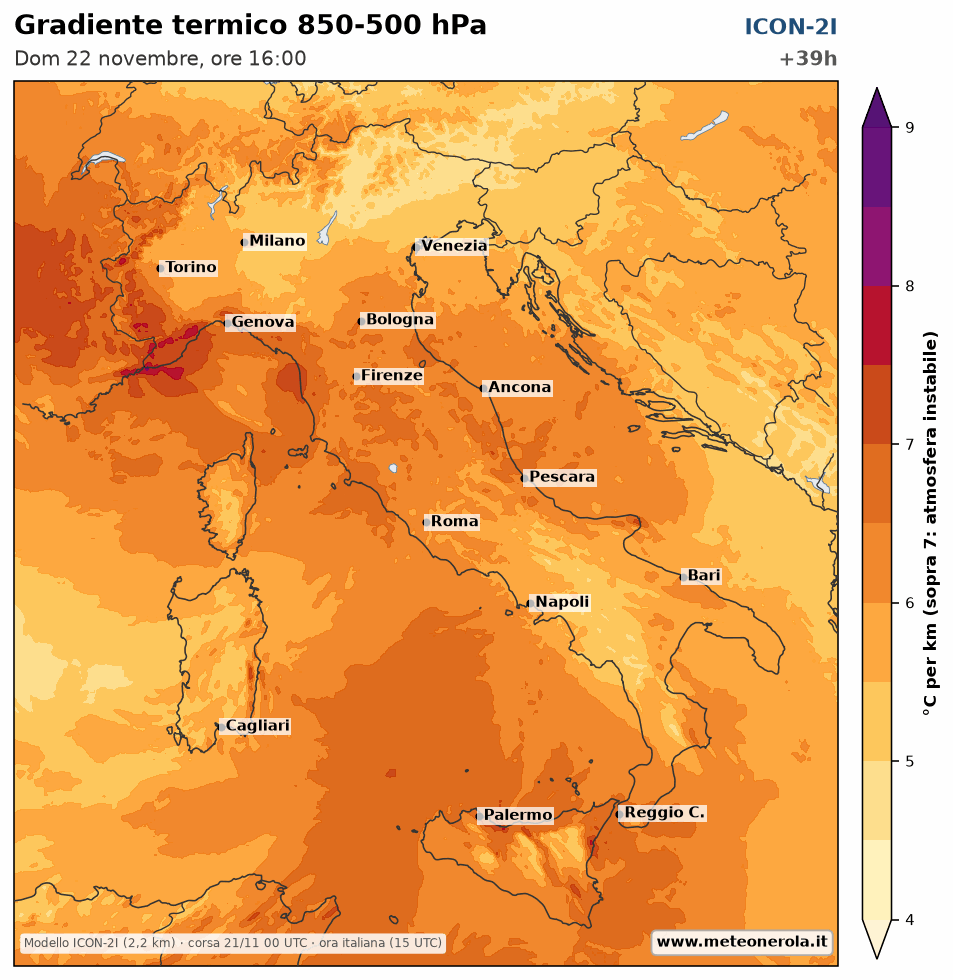 Gradiente termico 850-500 hPa
ICON-2I
Dom 22 novembre, ore 16:00
+39h
9
8
7
6
5
4
°C per km (sopra 7: atmosfera instabile)
Milano
Venezia
Torino
Genova
Bologna
Firenze
Ancona
Pescara
Roma
Bari
Napoli
Cagliari
Palermo
Reggio C.
Modello ICON-2I (2,2 km) · corsa 21/11 00 UTC · ora italiana (15 UTC)
www.meteonerola.it